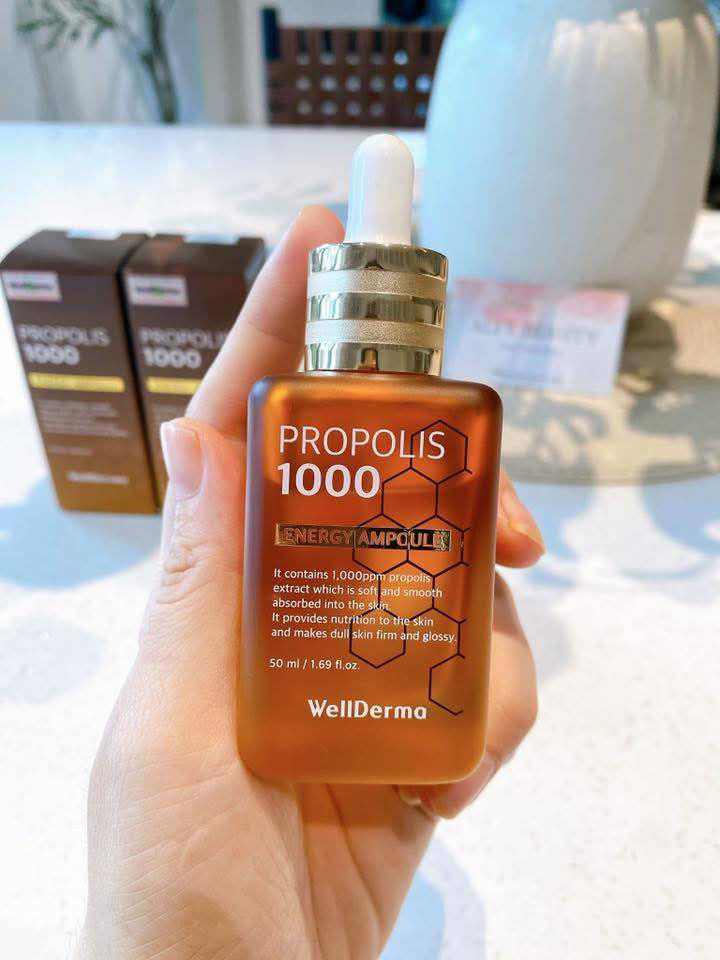 PROPOLIS
1000
ENERGY AMPOULE
It contains 1,000ppm propolis
extract which is soft and smooth
absorbed into the skin.
It provides nutrition to the skin
and makes dull skin firm and glossy.
50 ml / 1.69 fl.oz.
WellDerma
PROPOLIS
1000
WellDerma
PROPOLIS
1000